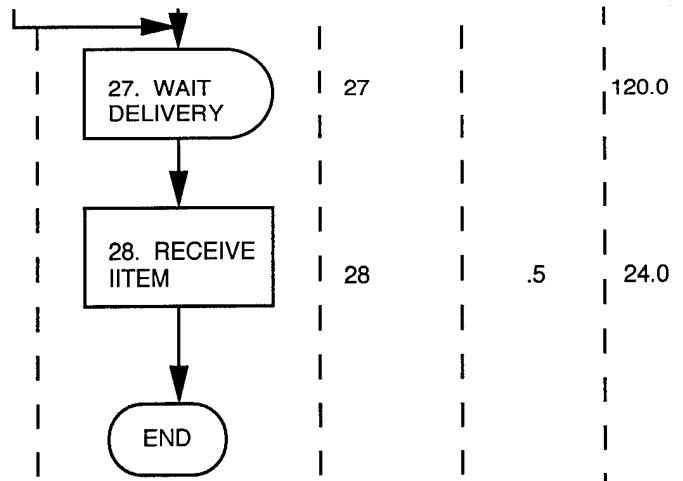 27. WAIT
DELIVERY
27
120.0
28. RECEIVE
IITEM
28
.5
24.0
END